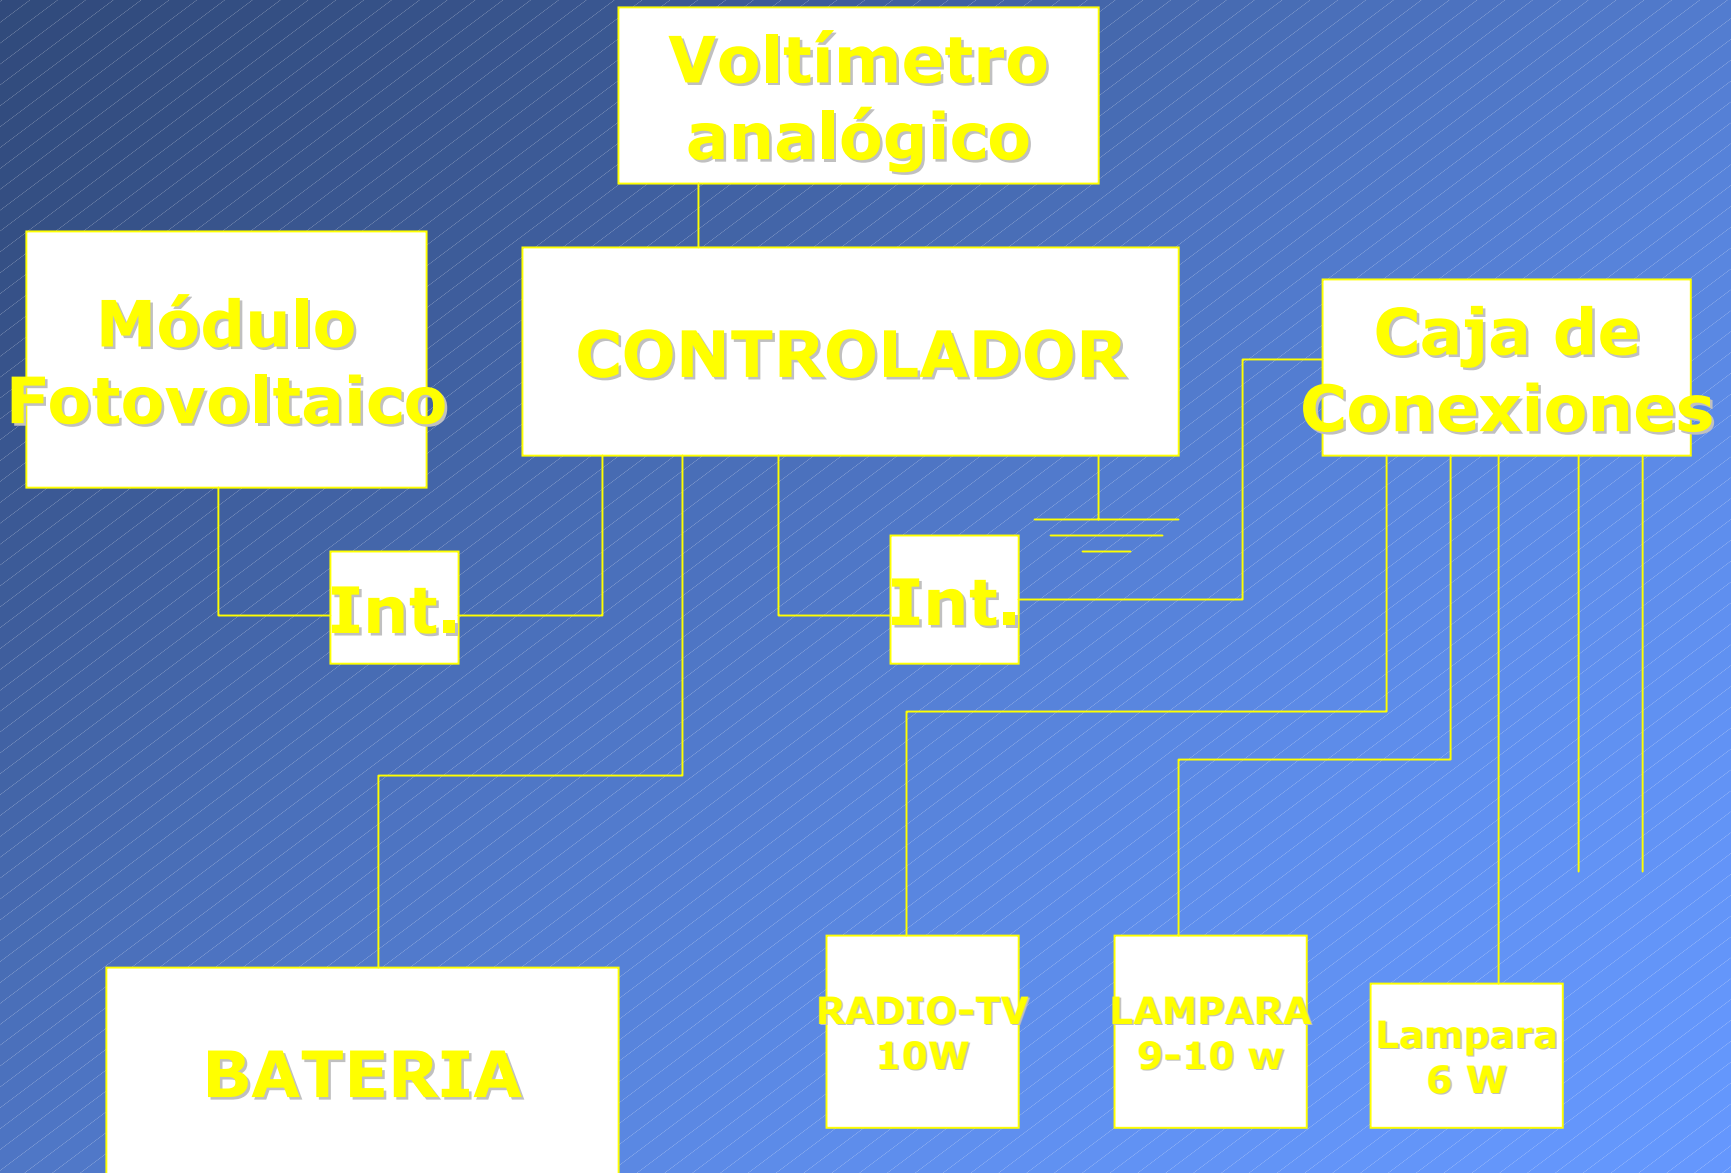 Voltímetro
analógico
Módulo
Fotovoltaico
CONTROLADOR
Caja de
Conexiones
Int.
Int.
BATERIA
RADIO-TV
10W
LAMPARA
9-10 w
Lampara
6 W